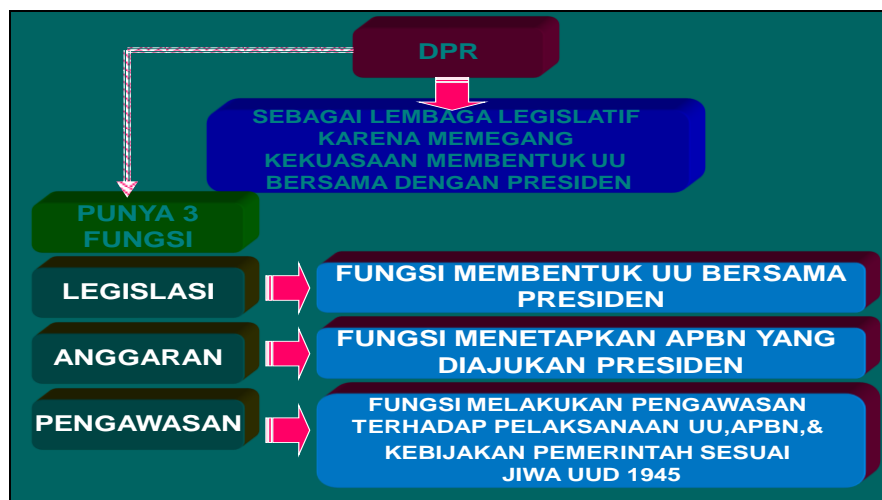 DPR
SEBAGAI LEMBAGA LEGISLATIF
KARENA MEMEGANG
KEKUASAAN MEMBENTUK UU
BERSAMA DENGAN PRESIDEN
PUNYA 3
FUNGSI
LEGISLASI
FUNGSI MEMBENTUK UU BERSAMA
PRESIDEN
ANGGARAN
FUNGSI MENETAPKAN APBN YANG
DIAJUKAN PRESIDEN
PENGAWASAN
FUNGSI MELAKUKAN PENGAWASAN
TERHADAP PELAKSANAAN UU,APBN,&
KEBIJAKAN PEMERINTAH SESUAI
JIWA UUD 1945